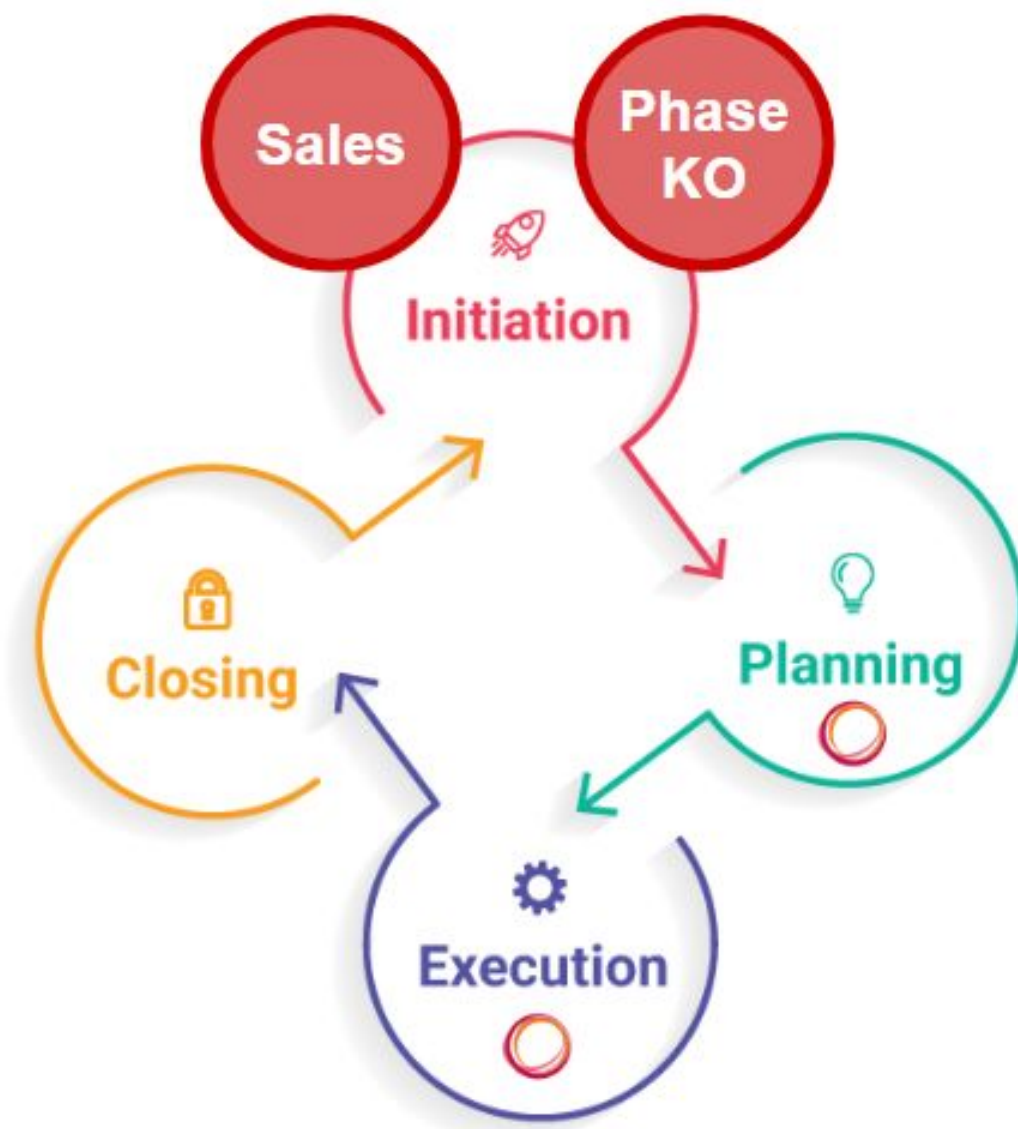 Sales
Phase
KO
Initiation
Planning
Execution
Closing